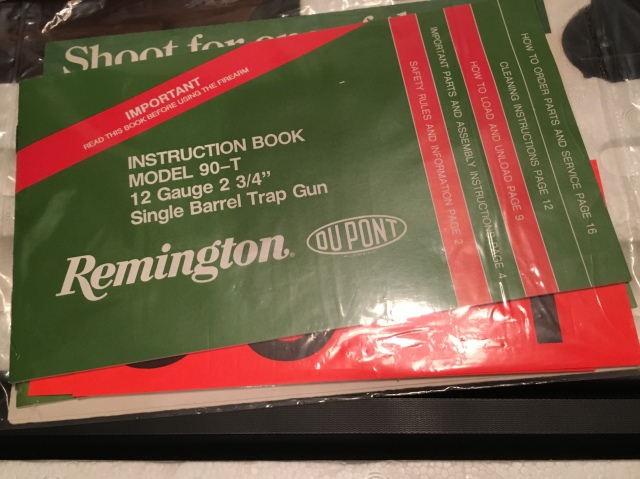 Shoot for
IMPORTANT
READ THIS BOOK BEFORE USING THE FIREARM
INSTRUCTION BOOK
MODEL 90-T
12 Gauge 2 3/4"
Single Barrel Trap Gun
Remington®
DU PONT
SAFETY RULES AND INFORMATION PAGE 2
IMPORTANT PARTS AND ASSEMBLY INSTRUCTIONS PAGE 4
HOW TO LOAD AND UNLOAD PAGE 9
CLEANING INSTRUCTIONS PAGE 12
HOW TO ORDER PARTS AND SERVICE PAGE 16